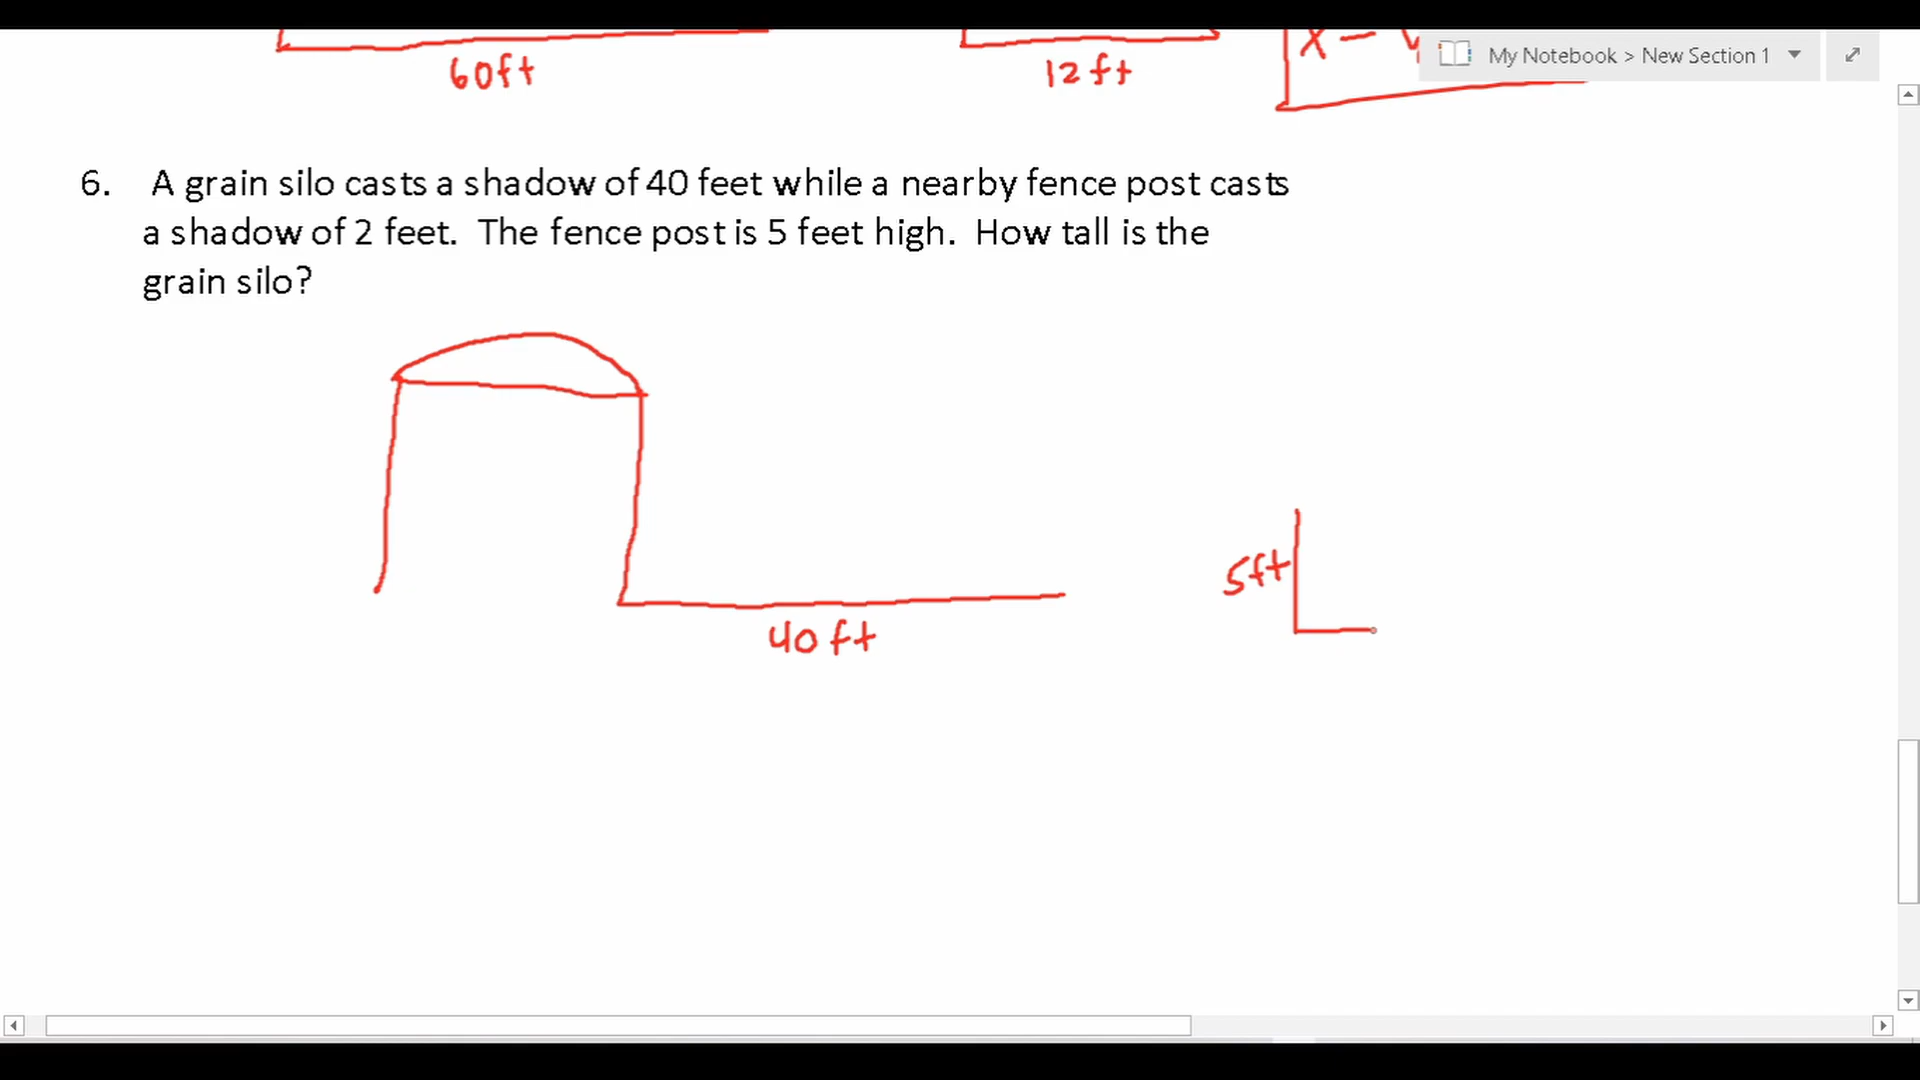 60ft
12 ft
x =
My Notebook > New Section 1
6. A grain silo casts a shadow of 40 feet while a nearby fence post casts
a shadow of 2 feet. The fence post is 5 feet high. How tall is the
grain silo?
5ft
40 ft